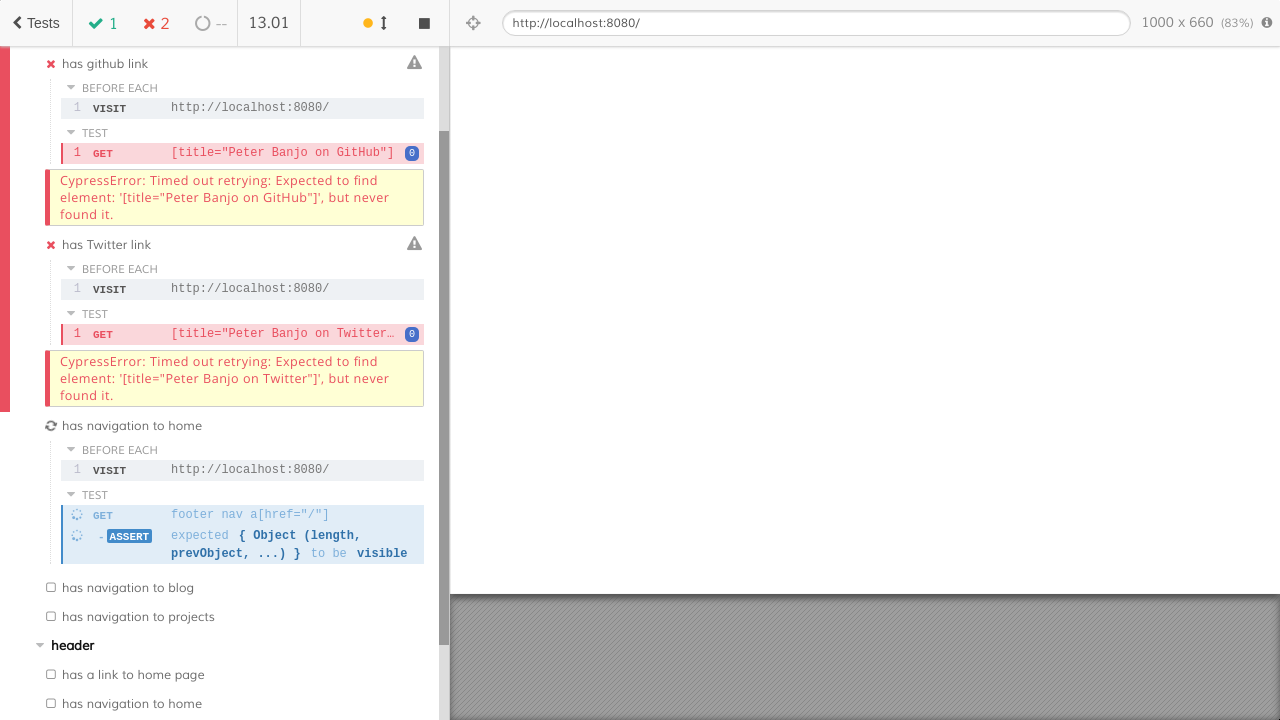 Tests 1 2 -- 13.01
http://localhost:8080/ 1000 x 660 (83%)
has github link
BEFORE EACH
1 VISIT http://localhost:8080/
TEST
1 GET [title="Peter Banjo on GitHub"] 0
CypressError: Timed out retrying: Expected to find
element: '[title="Peter Banjo on GitHub"]', but never
found it.
has Twitter link
BEFORE EACH
1 VISIT http://localhost:8080/
TEST
1 GET [title="Peter Banjo on Twitter… 0
CypressError: Timed out retrying: Expected to find
element: '[title="Peter Banjo on Twitter"]', but never
found it.
has navigation to home
BEFORE EACH
1 VISIT http://localhost:8080/
TEST
GET footer nav a[href="/"]
- ASSERT expected { Object (length,
prevObject, ...) } to be visible
has navigation to blog
has navigation to projects
header
has a link to home page
has navigation to home